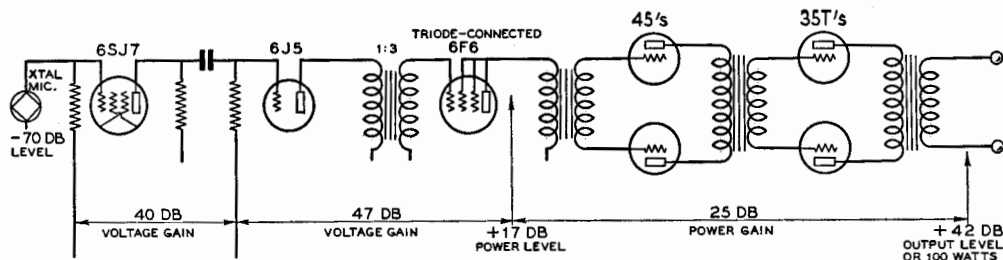 6SJ7
XTAL
MIC.
−70 DB
LEVEL
6J5
1:3
TRIODE-CONNECTED
6F6
45's
35T's
40 DB
VOLTAGE GAIN
47 DB
VOLTAGE GAIN
+17 DB
POWER LEVEL
25 DB
POWER GAIN
+42 DB
OUTPUT LEVEL
OR 100 WATTS